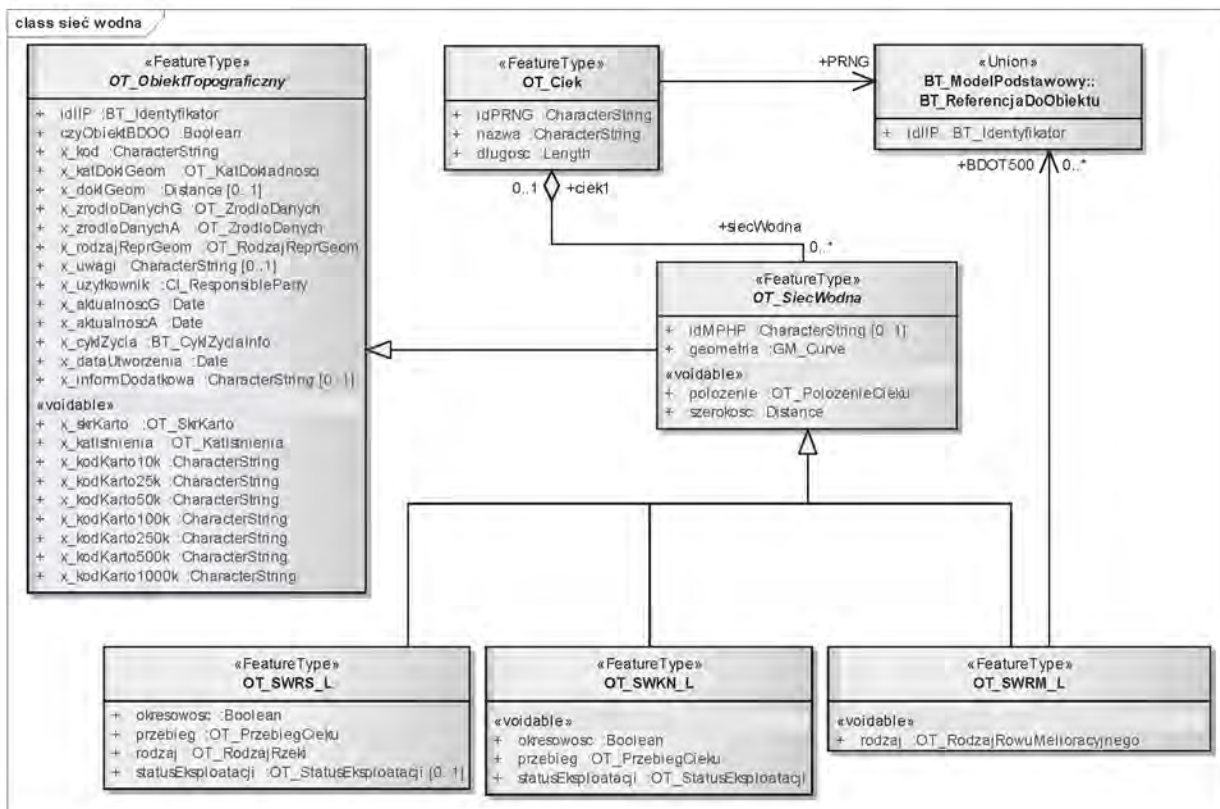 class sieć wodna
«FeatureType»
OT_ObiektTopograficzny
+ idIIP :BT_Identyfikator
+ czyObiektBDOO :Boolean
+ x_kod :CharacterString
+ x_katDoklGeom :OT_KatDokladnosci
+ x_doklGeom :Distance [0..1]
+ x_zrodloDanychG :OT_ZrodloDanych
+ x_zrodloDanychA :OT_ZrodloDanych
+ x_rodzajReprGeom :OT_RodzajReprGeom
+ x_uwagi :CharacterString [0..1]
+ x_uzytkownik :CI_ResponsibleParty
+ x_aktualnoscG :Date
+ x_aktualnoscA :Date
+ x_cyklZycia :BT_CyklZyciaInfo
+ x_dataUtworzenia :Date
+ x_informDodatkowa :CharacterString [0..1]
«voidable»
+ x_skrKarto :OT_SkrKarto
+ x_katIstnienia :OT_KatIstnienia
+ x_kodKarto10k :CharacterString
+ x_kodKarto25k :CharacterString
+ x_kodKarto50k :CharacterString
+ x_kodKarto100k :CharacterString
+ x_kodKarto250k :CharacterString
+ x_kodKarto500k :CharacterString
+ x_kodKarto1000k :CharacterString
«FeatureType»
OT_Ciek
+ idPRNG :CharacterString
+ nazwa :CharacterString
+ dlugosc :Length
+PRNG
«Union»
BT_ModelPodstawowy::
BT_ReferencjaDoObiektu
+ idIIP :BT_Identyfikator
+BDOT500 0..*
0..1 +ciek1
+siecWodna
0..*
«FeatureType»
OT_SiecWodna
+ idMPHP :CharacterString [0..1]
+ geometria :GM_Curve
«voidable»
+ polozenie :OT_PolozenieCieku
+ szerokosc :Distance
«FeatureType»
OT_SWRS_L
+ okresowosc :Boolean
+ przebieg :OT_PrzebiegCieku
+ rodzaj :OT_RodzajRzeki
+ statusEksploatacji :OT_StatusEksploatacji [0..1]
«FeatureType»
OT_SWKN_L
«voidable»
+ okresowosc :Boolean
+ przebieg :OT_PrzebiegCieku
+ statusEksploatacji :OT_StatusEksploatacji
«FeatureType»
OT_SWRM_L
«voidable»
+ rodzaj :OT_RodzajRowuMelioracyjnego